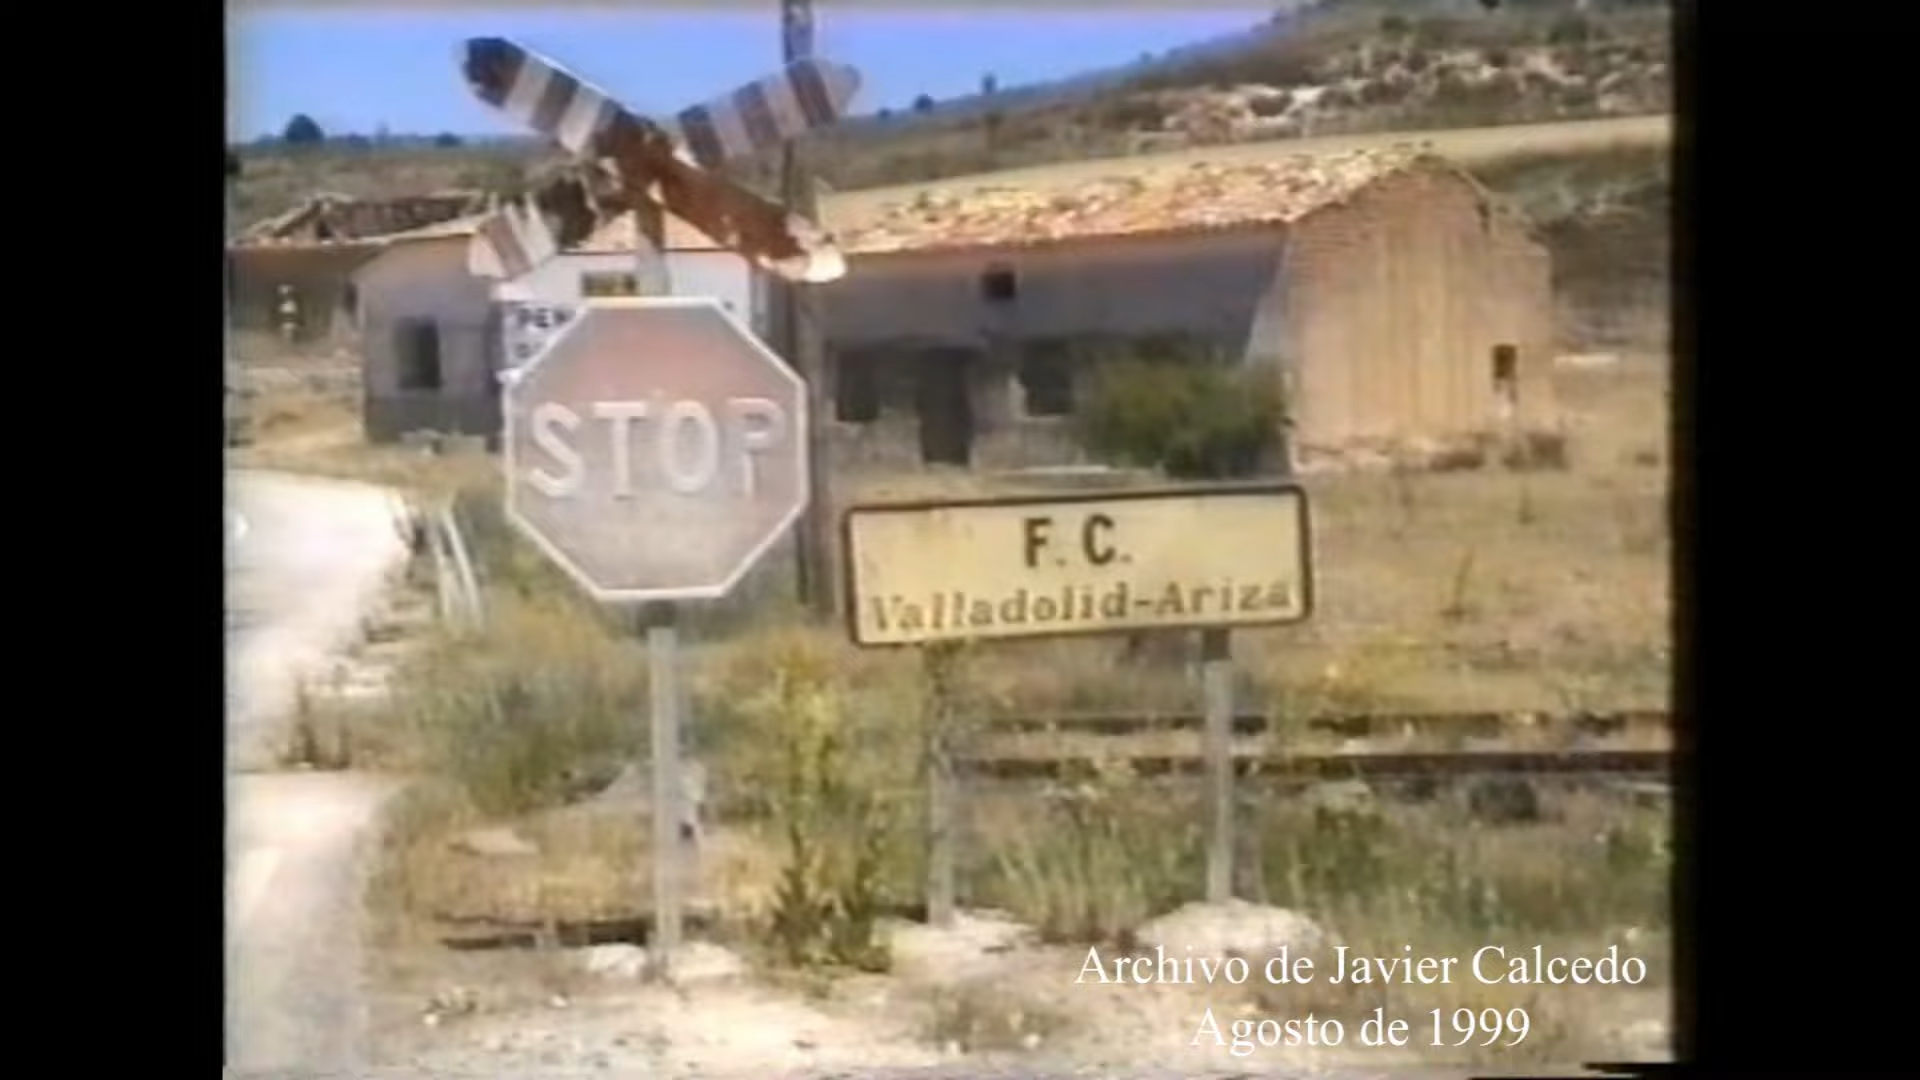 STOP
F. C.
Valladolid-Ariza
Archivo de Javier Calcedo
Agosto de 1999